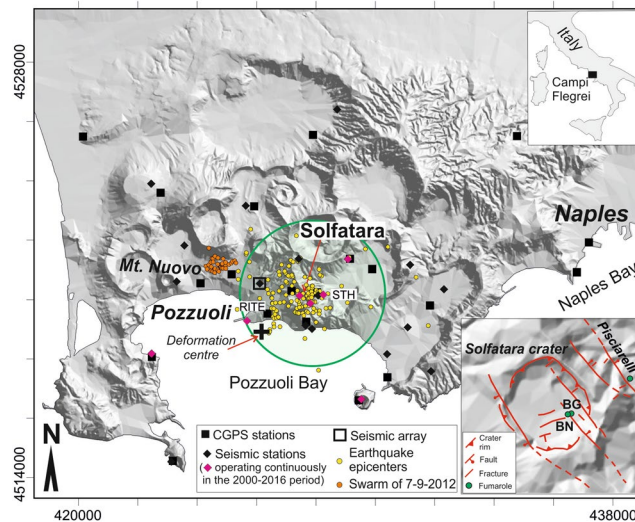 4528000
4514000
420000
438000
Italy
Campi
Flegrei
Solfatara
Naples
Naples Bay
Mt. Nuovo
Pozzuoli
RITE
STH
Deformation
centre
Pozzuoli Bay
N
CGPS stations
Seismic stations
(operating continuously
in the 2000-2016 period)
Seismic array
Earthquake
epicenters
Swarm of 7-9-2012
Solfatara crater
Pisciarelli
BG
BN
Crater
rim
Fault
Fracture
Fumarole